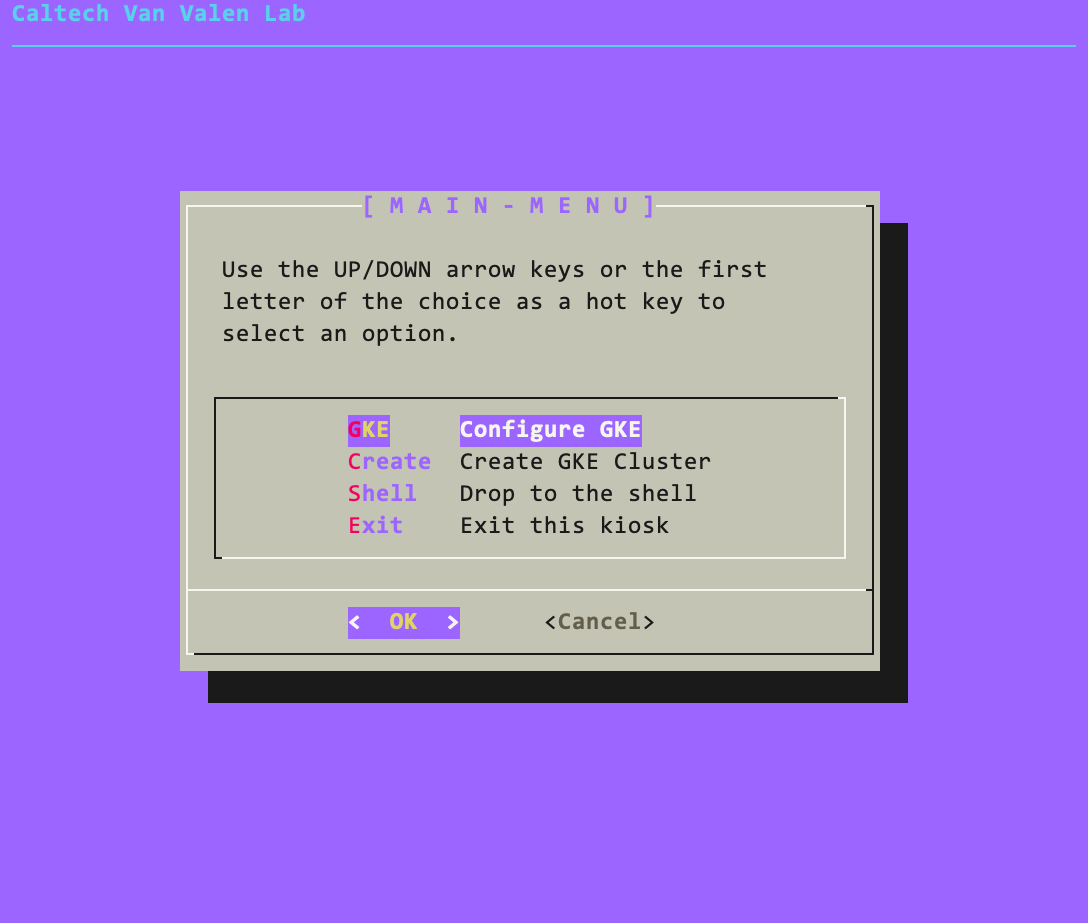 Caltech Van Valen Lab
[ M A I N - M E N U ]
Use the UP/DOWN arrow keys or the first
letter of the choice as a hot key to
select an option.
GKE Configure GKE
Create Create GKE Cluster
Shell Drop to the shell
Exit Exit this kiosk
< OK > <Cancel>